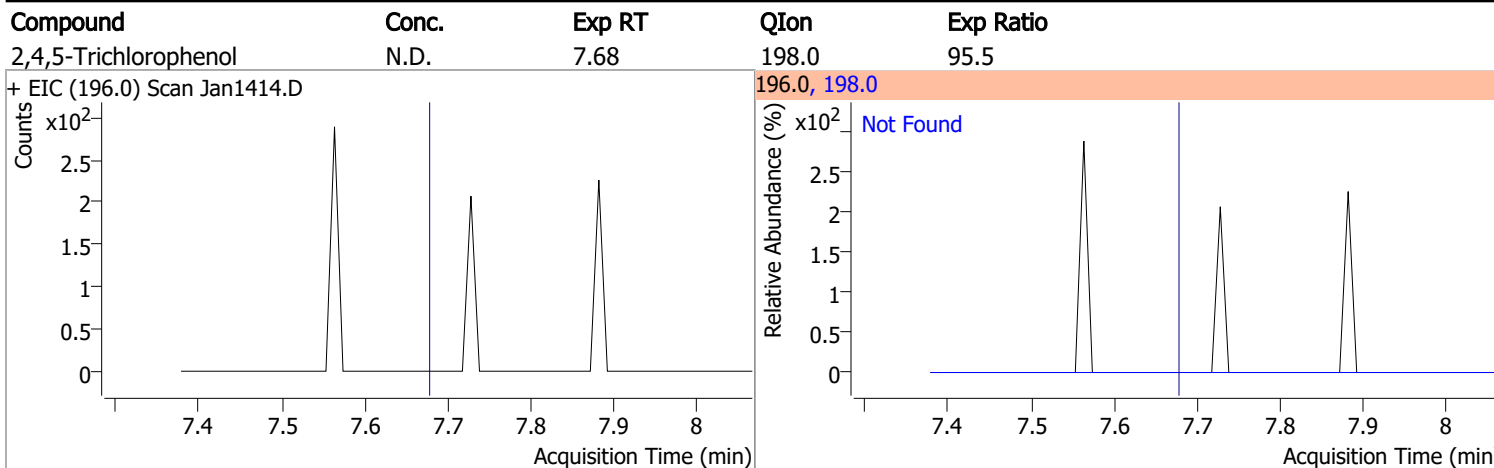 Compound Conc. Exp RT QIon Exp Ratio
2,4,5-Trichlorophenol N.D. 7.68 198.0 95.5
+ EIC (196.0) Scan Jan1414.D
Counts
x10²
2.5
2
1.5
1
0.5
0
7.4 7.5 7.6 7.7 7.8 7.9 8
Acquisition Time (min)
196.0, 198.0
Relative Abundance (%)
x10²
Not Found
2.5
2
1.5
1
0.5
0
7.4 7.5 7.6 7.7 7.8 7.9 8
Acquisition Time (min